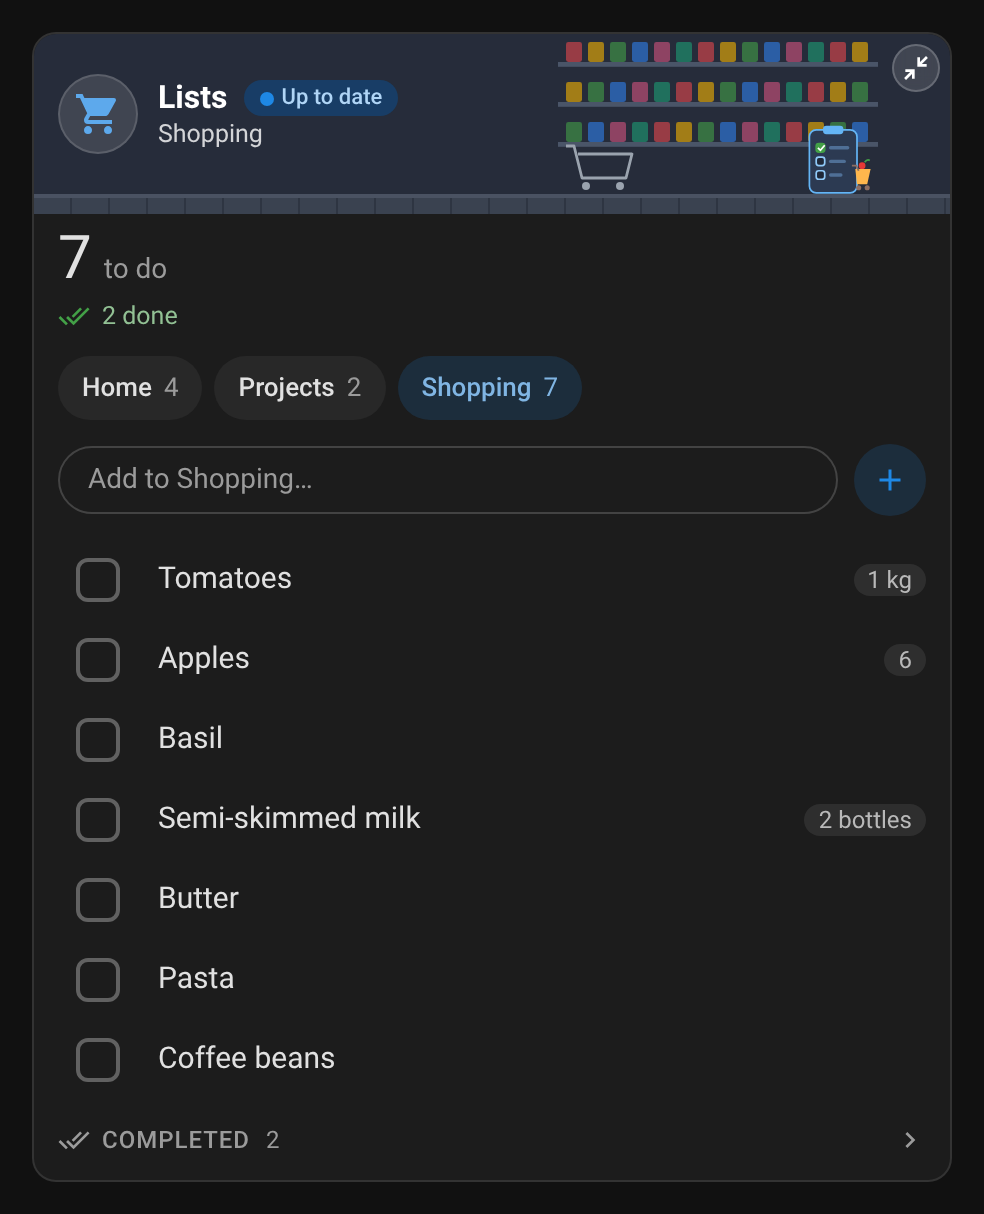 Lists
Up to date
Shopping
7 to do
2 done
Home 4
Projects 2
Shopping 7
Add to Shopping…
Tomatoes
1 kg
Apples
6
Basil
Semi-skimmed milk
2 bottles
Butter
Pasta
Coffee beans
COMPLETED 2